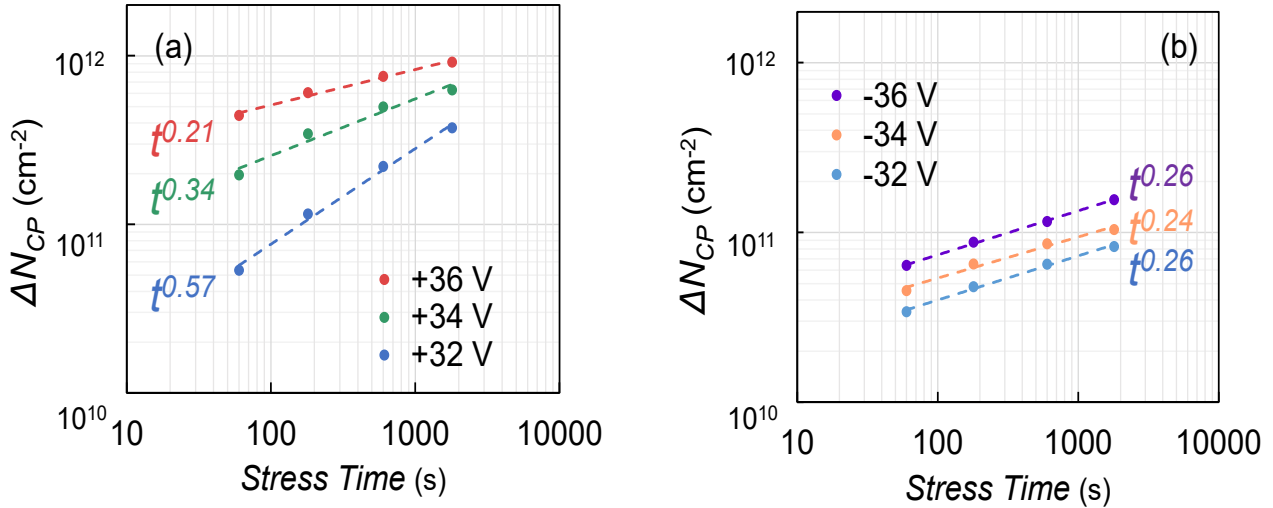 (a)
10^12
10^11
10^10
ΔN_CP (cm^-2)
t^0.21
t^0.34
t^0.57
+36 V
+34 V
+32 V
10 100 1000 10000
Stress Time (s)
(b)
10^12
10^11
10^10
ΔN_CP (cm^-2)
-36 V
-34 V
-32 V
t^0.26
t^0.24
t^0.26
10 100 1000 10000
Stress Time (s)